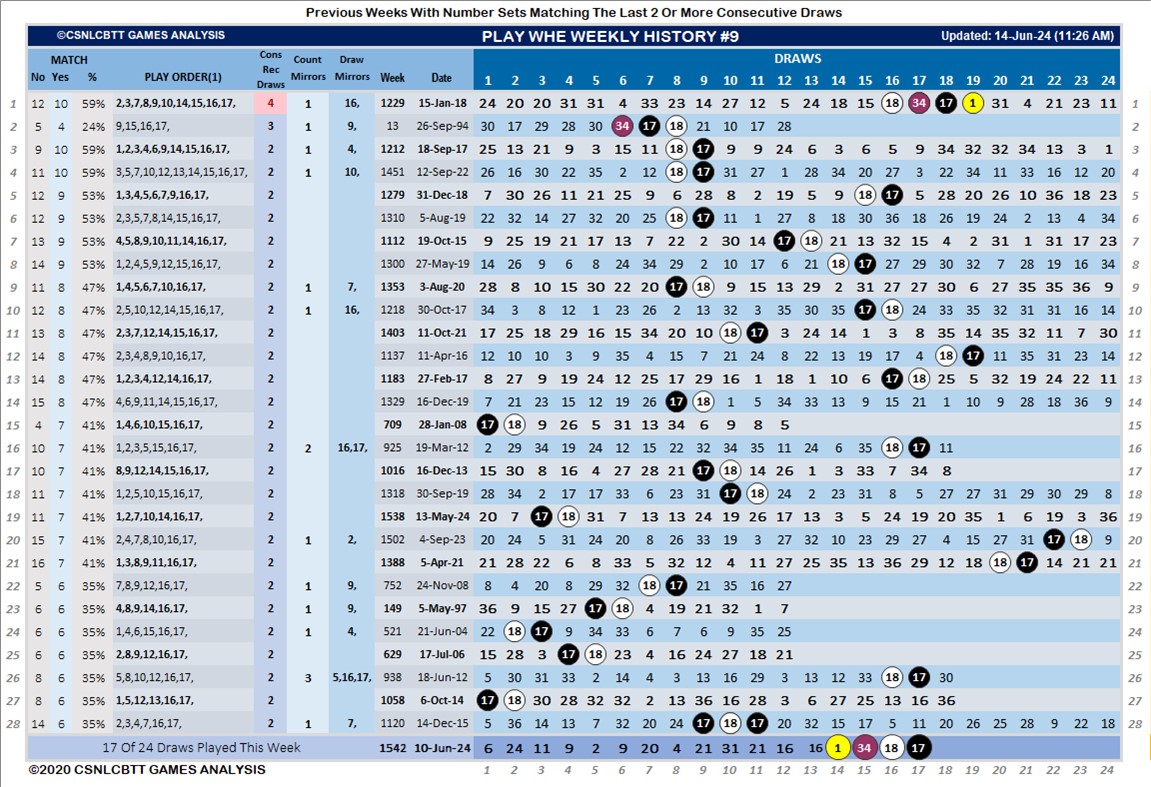 Previous Weeks With Number Sets Matching The Last 2 Or More Consecutive Draws
©CSNLCBTT GAMES ANALYSIS PLAY WHE WEEKLY HISTORY #9 Updated: 14-Jun-24 (11:26 AM)
MATCH Cons Rec Draws Count Mirrors Draw Mirrors DRAWS
No Yes % PLAY ORDER(1) Week Date 1 2 3 4 5 6 7 8 9 10 11 12 13 14 15 16 17 18 19 20 21 22 23 24
1 12 10 59% 2,3,7,8,9,10,14,15,16,17, 4 1 16, 1229 15-Jan-18 24 20 20 31 31 4 33 23 14 27 12 5 24 18 15 18 34 17 1 31 4 21 23 11 1
2 5 4 24% 9,15,16,17, 3 1 9, 13 26-Sep-94 30 17 29 28 30 34 17 18 21 10 17 28 2
3 9 10 59% 1,2,3,4,6,9,14,15,16,17, 2 1 4, 1212 18-Sep-17 25 13 21 9 3 15 11 18 17 9 9 24 6 3 6 5 9 34 32 32 34 13 3 1 3
4 11 10 59% 3,5,7,10,12,13,14,15,16,17, 2 1 10, 1451 12-Sep-22 26 16 30 22 35 2 12 18 17 31 27 1 28 34 20 27 3 22 34 11 33 16 12 20 4
5 12 9 53% 1,3,4,5,6,7,9,16,17, 2 1279 31-Dec-18 7 30 26 11 21 25 9 6 28 8 2 19 5 9 18 17 5 28 20 26 10 36 18 23 5
6 12 9 53% 2,3,5,7,8,14,15,16,17, 2 1310 5-Aug-19 22 32 14 27 32 20 25 18 17 11 1 27 8 18 30 36 18 26 19 24 2 13 4 34 6
7 13 9 53% 4,5,8,9,10,11,14,16,17, 2 1112 19-Oct-15 9 25 19 21 17 13 7 22 2 30 14 17 18 21 13 32 15 4 2 31 1 31 17 23 7
8 14 9 53% 1,2,4,5,9,12,15,16,17, 2 1300 27-May-19 14 26 9 6 8 24 34 29 2 10 17 6 21 18 17 27 29 30 32 7 28 19 16 34 8
9 11 8 47% 1,4,5,6,7,10,16,17, 2 1 7, 1353 3-Aug-20 28 8 10 15 30 22 20 17 18 9 15 13 29 2 31 27 27 30 6 27 35 35 36 9 9
10 12 8 47% 2,5,10,12,14,15,16,17, 2 1 16, 1218 30-Oct-17 34 3 8 12 1 23 26 2 13 32 3 35 30 35 17 18 24 33 35 32 31 31 16 14 10
11 13 8 47% 2,3,7,12,14,15,16,17, 2 1403 11-Oct-21 17 25 18 29 16 15 34 20 10 18 17 3 24 14 1 3 8 35 14 35 32 11 7 30 11
12 14 8 47% 2,3,4,8,9,10,16,17, 2 1137 11-Apr-16 12 10 10 3 9 35 4 15 7 21 24 8 22 13 19 17 4 18 17 11 35 31 23 14 12
13 14 8 47% 1,2,3,4,12,14,16,17, 2 1183 27-Feb-17 8 27 9 19 24 12 25 17 29 16 1 18 1 10 6 17 18 25 5 32 19 24 22 11 13
14 15 8 47% 4,6,9,11,14,15,16,17, 2 1329 16-Dec-19 7 21 23 15 12 19 26 17 18 1 5 34 33 13 9 15 21 1 10 9 28 18 36 9 14
15 4 7 41% 1,4,6,10,15,16,17, 2 709 28-Jan-08 17 18 9 26 5 31 13 34 6 9 8 5 15
16 10 7 41% 1,2,3,5,15,16,17, 2 2 16,17, 925 19-Mar-12 2 29 34 19 24 12 15 22 32 34 35 11 24 6 35 18 17 11 16
17 10 7 41% 8,9,12,14,15,16,17, 2 1016 16-Dec-13 15 30 8 16 4 27 28 21 17 18 14 26 1 3 33 7 34 8 17
18 11 7 41% 1,2,5,10,15,16,17, 2 1318 30-Sep-19 28 34 2 17 17 33 6 23 31 17 18 24 2 23 31 8 5 27 27 31 29 30 29 8 18
19 11 7 41% 1,2,7,10,14,16,17, 2 1538 13-May-24 20 7 17 18 31 7 13 13 24 19 26 17 13 3 5 24 19 20 35 1 6 19 3 36 19
20 15 7 41% 2,4,7,8,10,16,17, 2 1 2, 1502 4-Sep-23 20 24 5 31 24 20 8 26 33 19 3 27 32 10 23 29 27 4 15 27 31 17 18 9 20
21 16 7 41% 1,3,8,9,11,16,17, 2 1388 5-Apr-21 21 28 22 6 8 33 5 32 12 4 11 27 25 35 13 36 29 12 18 18 17 14 21 21 21
22 5 6 35% 7,8,9,12,16,17, 2 1 9, 752 24-Nov-08 8 4 20 8 29 32 18 17 21 35 16 27 22
23 6 6 35% 4,8,9,14,16,17, 2 1 9, 149 5-May-97 36 9 15 27 17 18 4 19 21 32 1 7 23
24 6 6 35% 1,4,6,15,16,17, 2 1 4, 521 21-Jun-04 22 18 17 9 34 33 6 7 6 9 35 25 24
25 6 6 35% 2,8,9,12,16,17, 2 629 17-Jul-06 15 28 3 17 18 23 4 16 24 27 18 21 25
26 8 6 35% 5,8,10,12,16,17, 2 3 5,16,17, 938 18-Jun-12 5 30 31 33 2 14 4 3 13 16 29 3 13 12 33 18 17 30 26
27 8 6 35% 1,5,12,13,16,17, 2 1058 6-Oct-14 17 18 30 28 32 32 2 13 36 16 28 3 6 27 25 13 16 36 27
28 14 6 35% 2,3,4,7,16,17, 2 1 7, 1120 14-Dec-15 5 36 14 13 7 32 20 24 17 18 17 20 32 15 17 5 11 20 26 25 28 9 22 18 28
17 Of 24 Draws Played This Week 1542 10-Jun-24 6 24 11 9 2 9 20 4 21 31 21 16 16 1 34 18 17
©2020 CSNLCBTT GAMES ANALYSIS 1 2 3 4 5 6 7 8 9 10 11 12 13 14 15 16 17 18 19 20 21 22 23 24